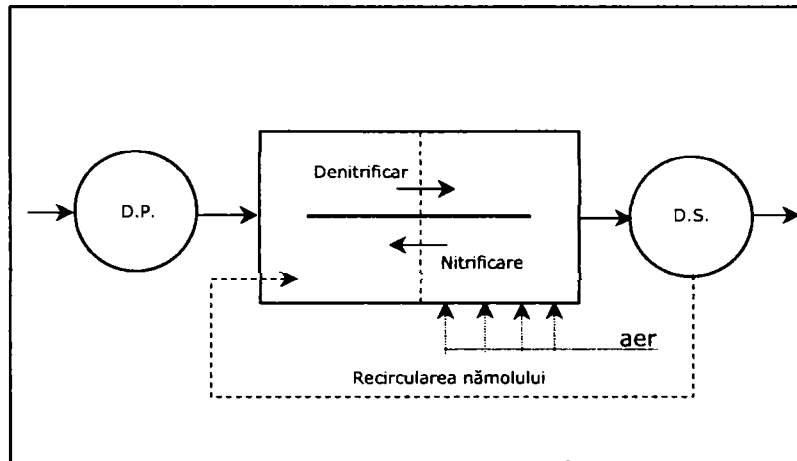 Denitrificar
D.P.
D.S.
Nitrificare
aer
Recircularea nămolului